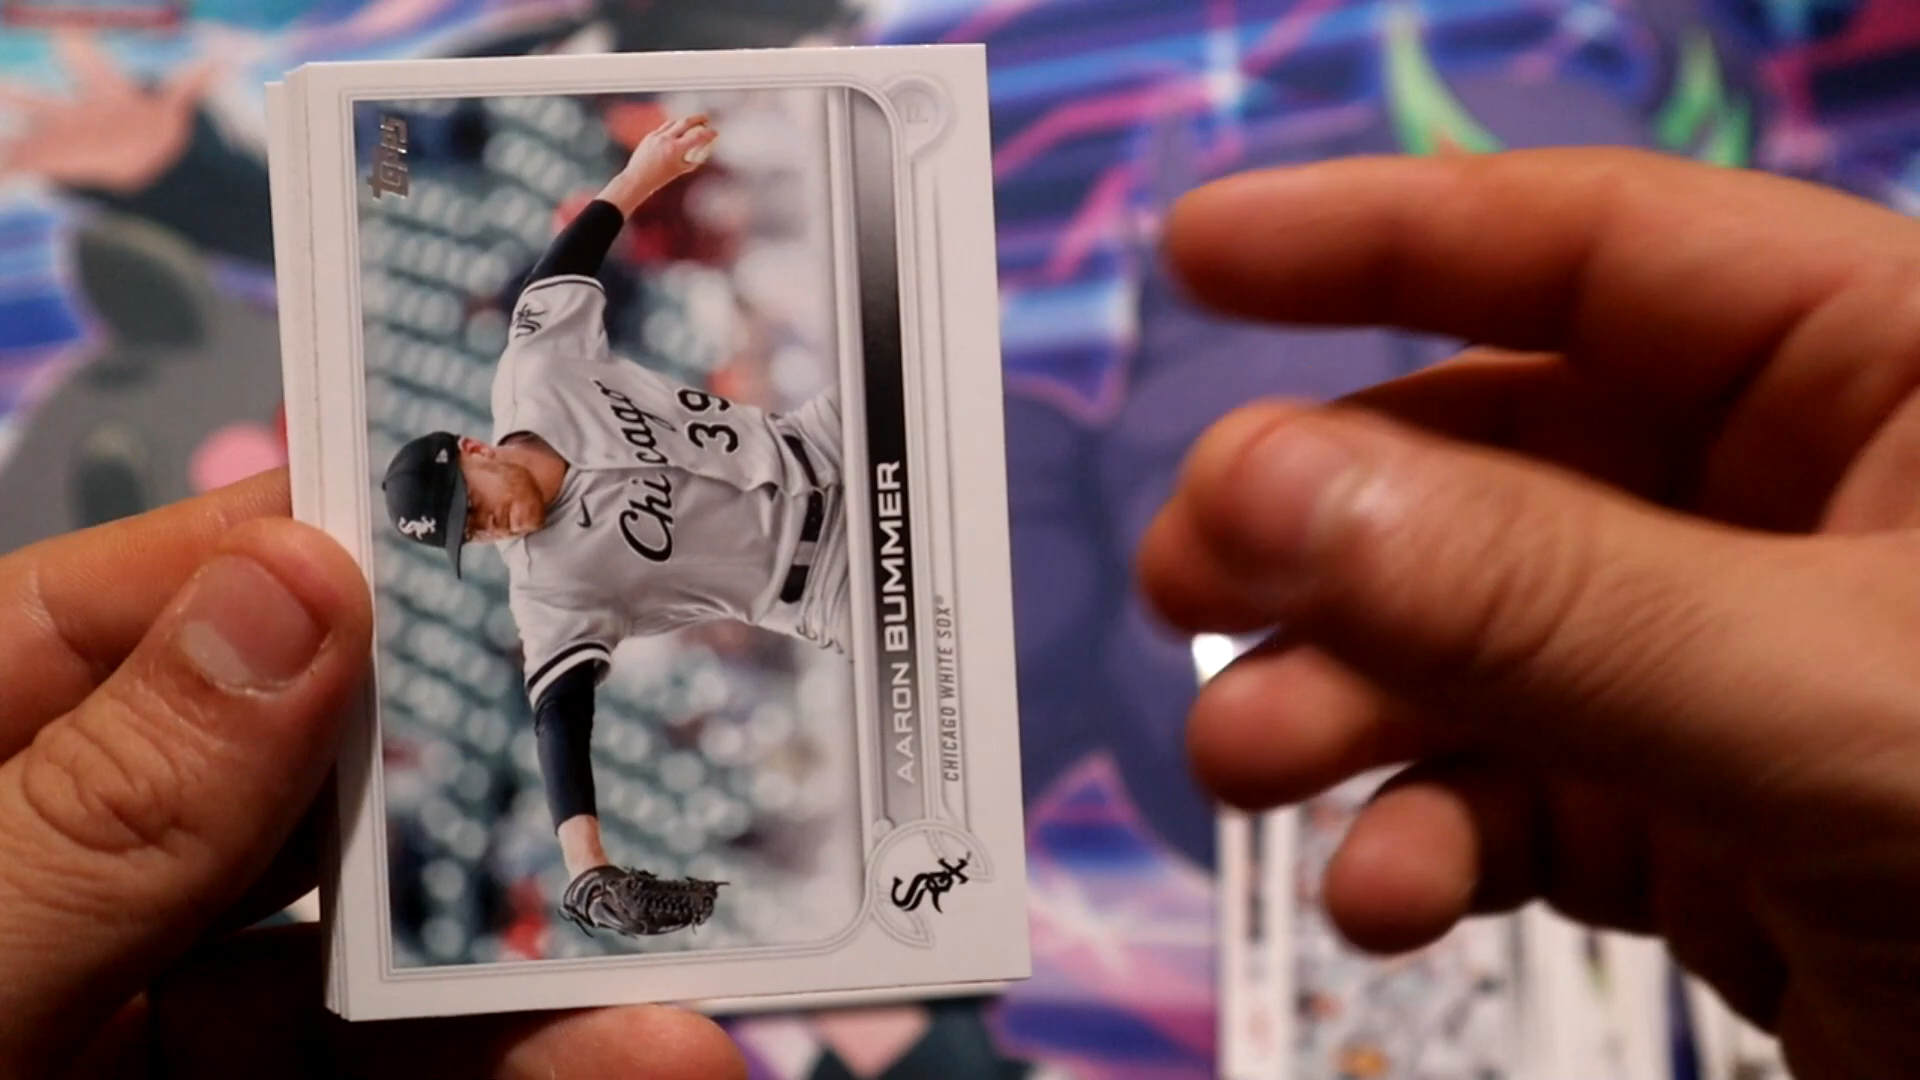 Topps
Chicago
39
AARON BUMMER
CHICAGO WHITE SOX®
Sox
P